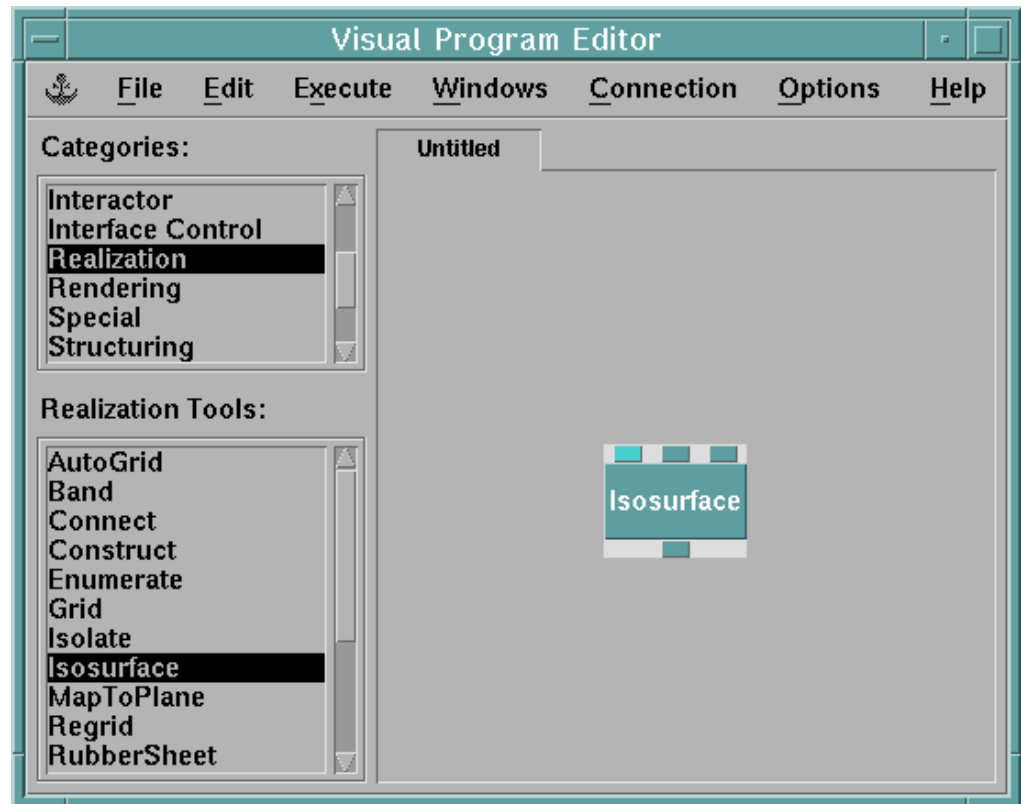 Visual Program Editor
File Edit Execute Windows Connection Options Help
Categories:
Interactor
Interface Control
Realization
Rendering
Special
Structuring
Realization Tools:
AutoGrid
Band
Connect
Construct
Enumerate
Grid
Isolate
Isosurface
MapToPlane
Regrid
RubberSheet
Untitled
Isosurface